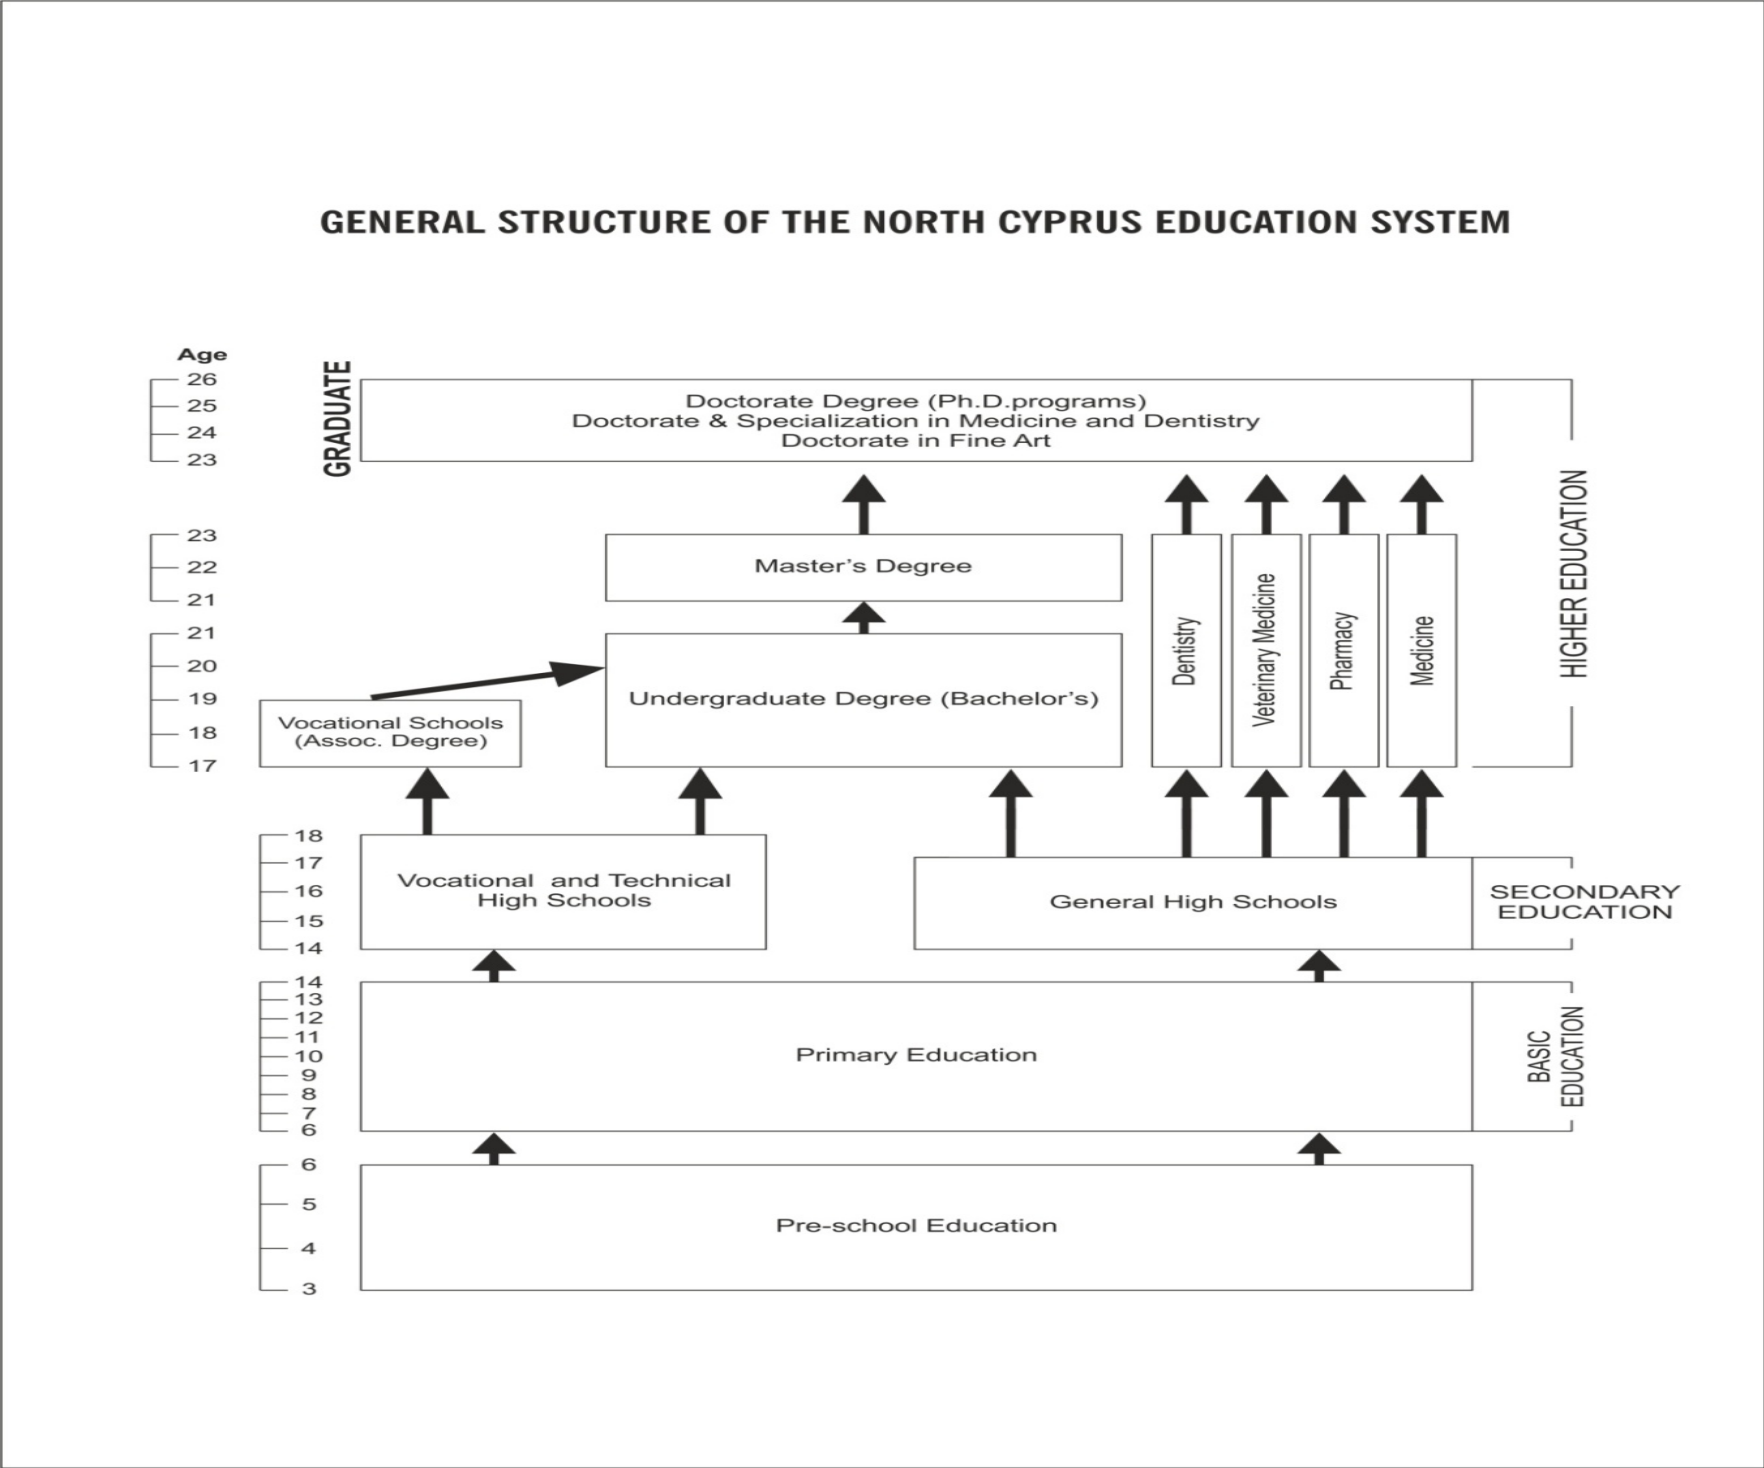 GENERAL STRUCTURE OF THE NORTH CYPRUS EDUCATION SYSTEM
Age
26
25
24
23
GRADUATE
Doctorate Degree (Ph.D.programs)
Doctorate & Specialization in Medicine and Dentistry
Doctorate in Fine Art
23
22
21
Master's Degree
21
20
19
18
17
Vocational Schools
(Assoc. Degree)
Undergraduate Degree (Bachelor's)
Dentistry
Veterinary Medicine
Pharmacy
Medicine
HIGHER EDUCATION
18
17
16
15
14
Vocational and Technical
High Schools
General High Schools
SECONDARY
EDUCATION
14
13
12
11
10
9
8
7
6
Primary Education
BASIC
EDUCATION
6
5
4
3
Pre-school Education